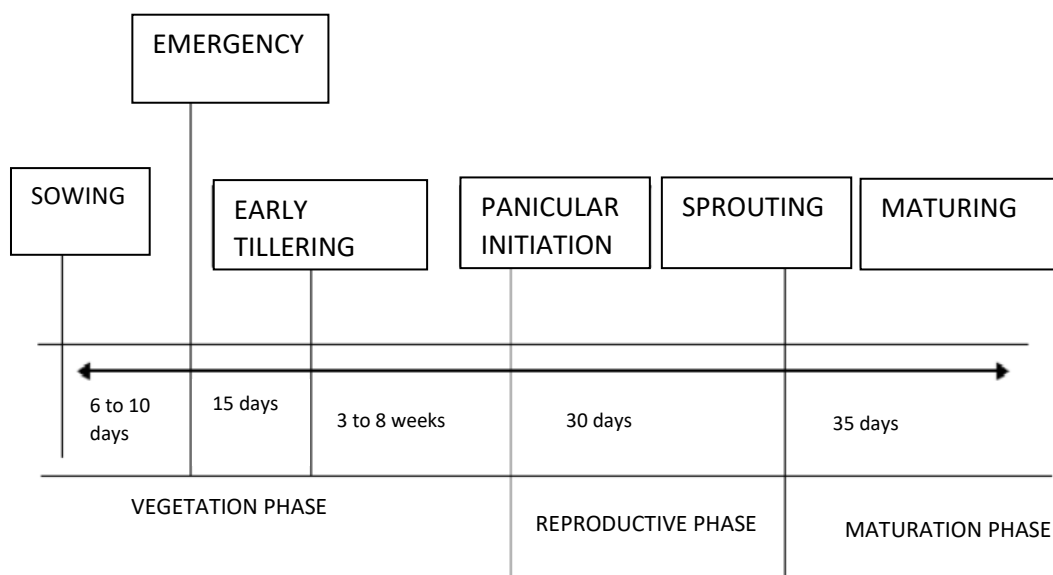 EMERGENCY
SOWING
EARLY
TILLERING
PANICULAR
INITIATION
SPROUTING
MATURING
6 to 10
days
15 days
3 to 8 weeks
30 days
35 days
VEGETATION PHASE
REPRODUCTIVE PHASE
MATURATION PHASE